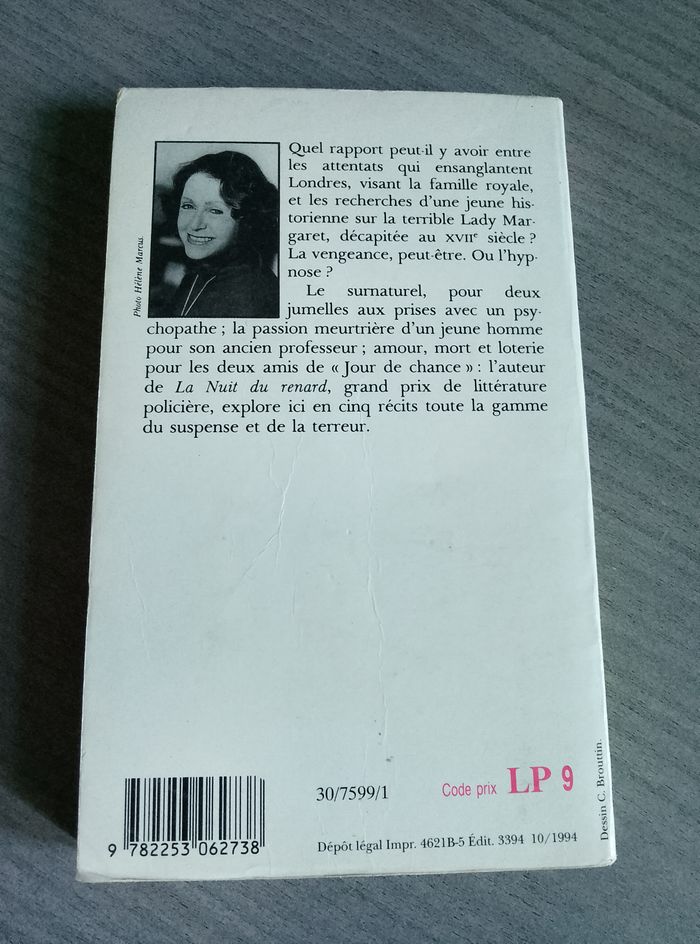 Quel rapport peut-il y avoir entre
les attentats qui ensanglantent
Londres, visant la famille royale,
et les recherches d'une jeune his-
torienne sur la terrible Lady Mar-
garet, décapitée au XVIIe siècle ?
La vengeance, peut-être. Ou l'hyp-
nose ?
Le surnaturel, pour deux
jumelles aux prises avec un psy-
chopathe ; la passion meurtrière d'un jeune homme
pour son ancien professeur ; amour, mort et loterie
pour les deux amis de « Jour de chance » : l'auteur
de La Nuit du renard, grand prix de littérature
policière, explore ici en cinq récits toute la gamme
du suspense et de la terreur.
Photo Hélène Marcus.
30/7599/1
Code prix LP 9
Dépôt légal Impr. 4621B-5 Édit. 3394 10/1994
9 782253 062738
Dessin C. Brouttin.